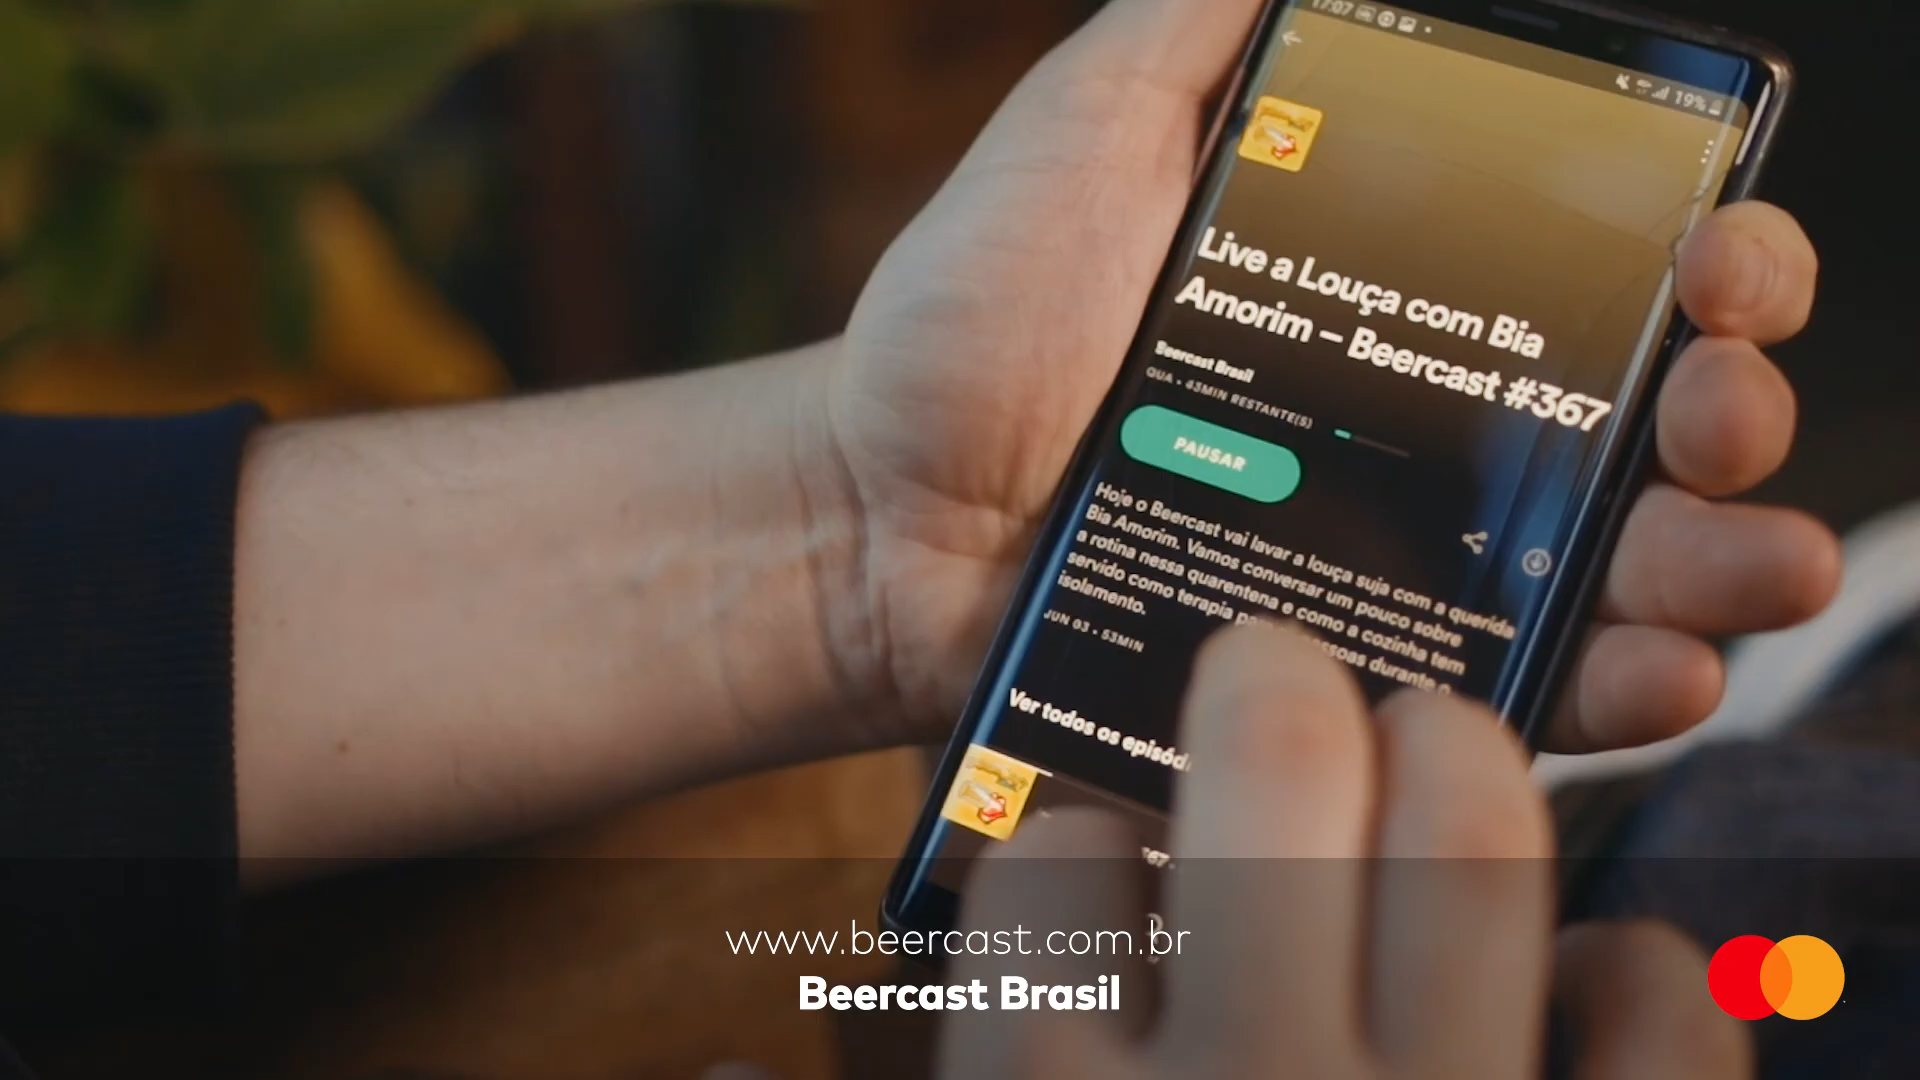 17:07
19%
Live a Louça com Bia
Amorim – Beercast #367
Beercast Brasil
QUA • 43MIN RESTANTE(S)
PAUSAR
Hoje o Beercast vai lavar a louça suja com a querida
Bia Amorim. Vamos conversar um pouco sobre
a rotina nessa quarentena e como a cozinha tem
servido como terapia durante o
isolamento.
JUN 03 • 53MIN
Ver todos os
www.beercast.com.br
Beercast Brasil